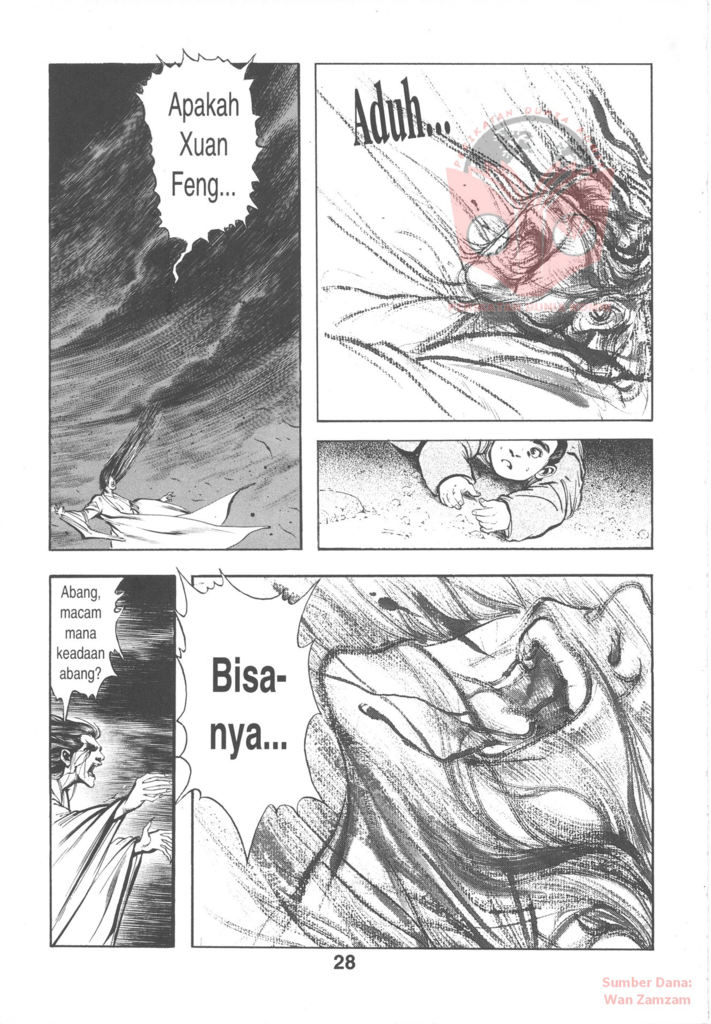 Apakah
Xuan
Feng...
Aduh...
Abang,
macam
mana
keadaan
abang?
Bisa-
nya...
28
Sumber Dana:
Wan Zamzam